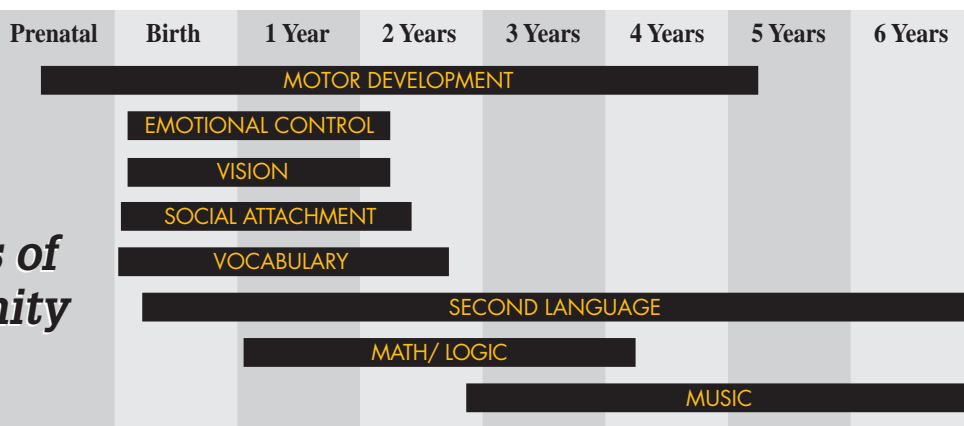 Prenatal Birth 1 Year 2 Years 3 Years 4 Years 5 Years 6 Years
MOTOR DEVELOPMENT
EMOTIONAL CONTROL
VISION
SOCIAL ATTACHMENT
VOCABULARY
of
SECOND LANGUAGE
MATH/ LOGIC
MUSIC